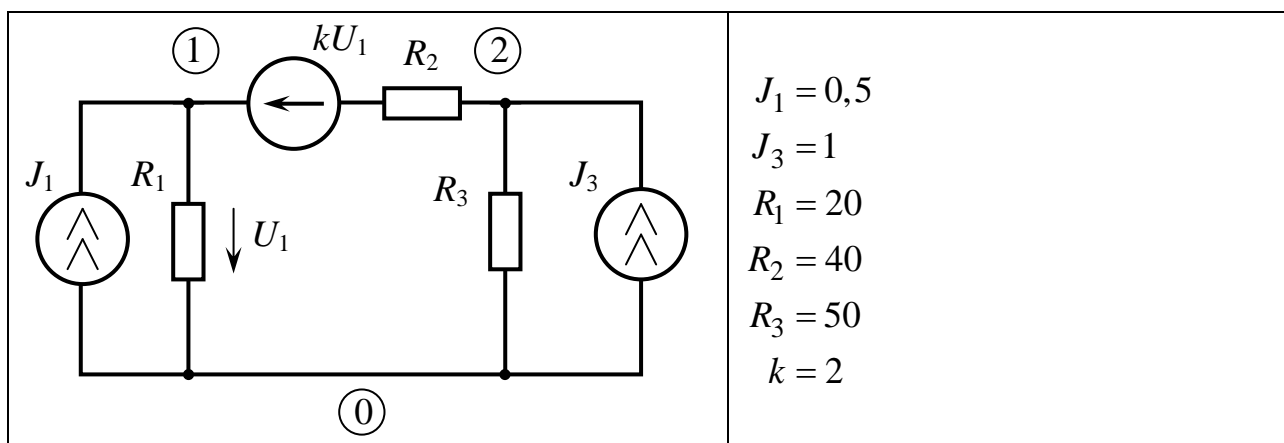 1
kU₁
R₂
2
J₁
R₁
U₁
R₃
J₃
0
J₁ = 0,5
J₃ = 1
R₁ = 20
R₂ = 40
R₃ = 50
k = 2